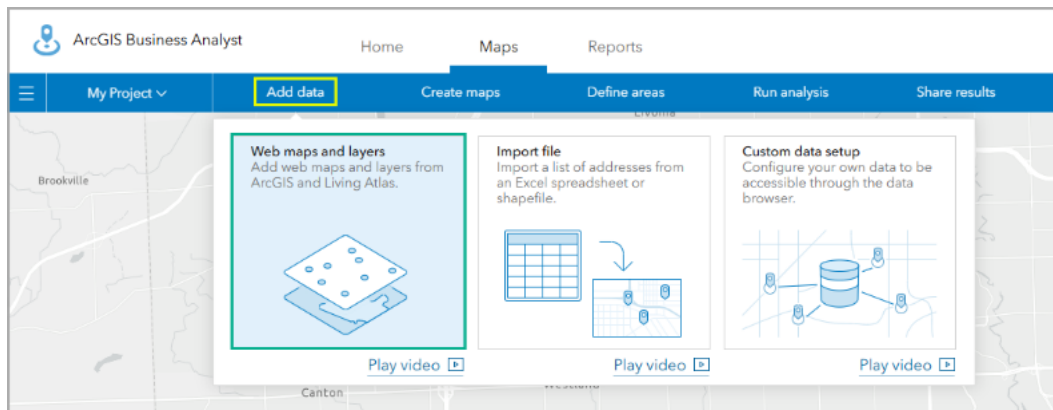 ArcGIS Business Analyst
Home Maps Reports
My Project Add data Create maps Define areas Run analysis Share results
Livonia
Brookville
Web maps and layers
Add web maps and layers from
ArcGIS and Living Atlas.
Play video
Import file
Import a list of addresses from
an Excel spreadsheet or
shapefile.
Play video
Custom data setup
Configure your own data to be
accessible through the data
browser.
Play video
Canton
Westland